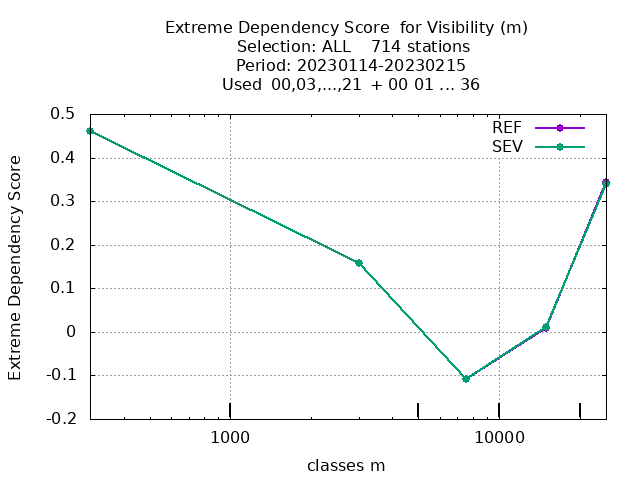 Extreme Dependency Score  for Visibility (m)
Selection: ALL    714 stations
Period: 20230114-20230215
Used  00,03,...,21  + 00 01 ... 36
0.5
0.4
0.3
0.2
0.1
0
-0.1
-0.2
Extreme Dependency Score
REF
SEV
1000
10000
classes m